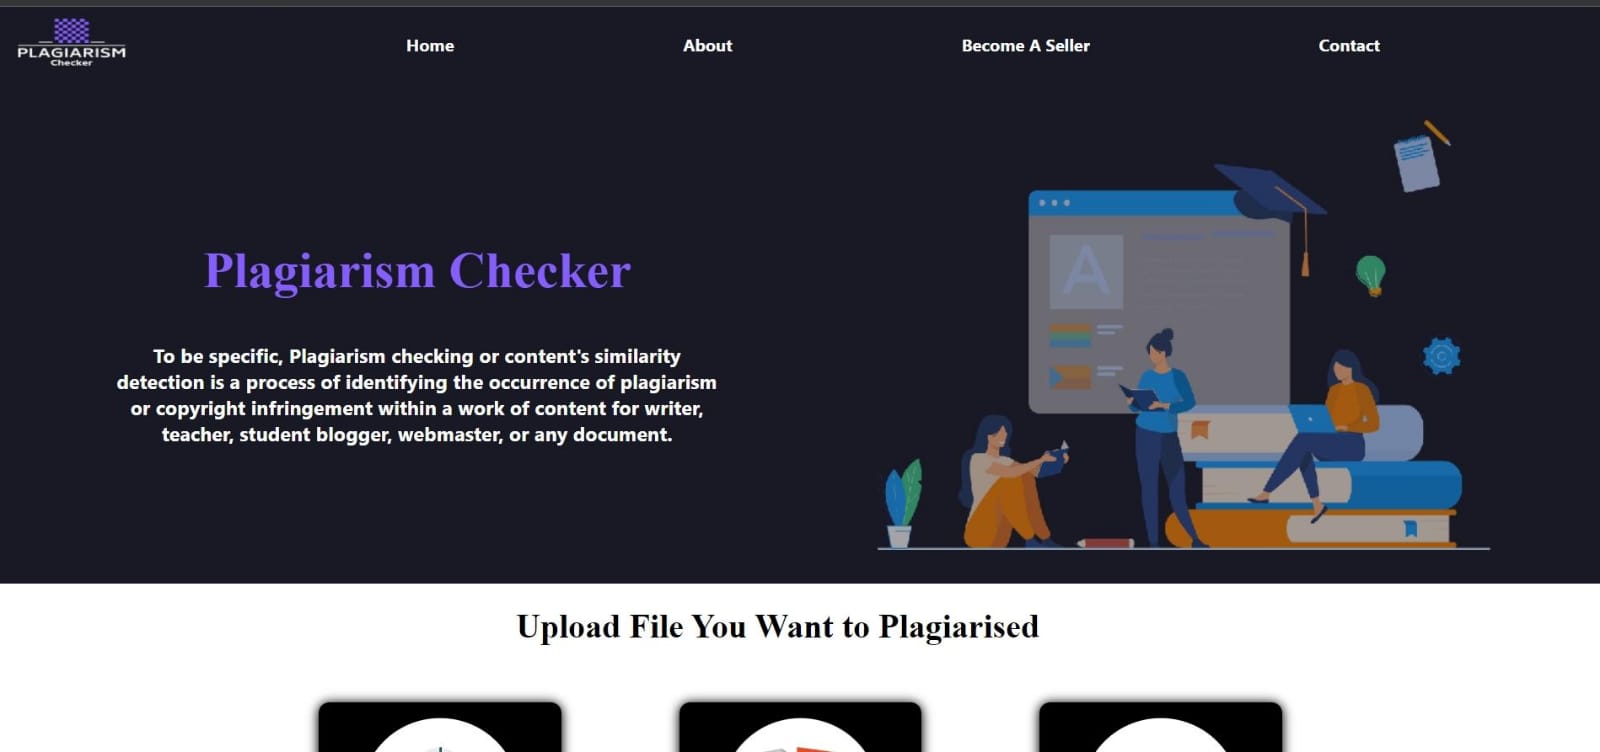 PLAGIARISM
Checker
Home
About
Become A Seller
Contact
Plagiarism Checker
To be specific, Plagiarism checking or content's similarity
detection is a process of identifying the occurrence of plagiarism
or copyright infringement within a work of content for writer,
teacher, student blogger, webmaster, or any document.
A
Upload File You Want to Plagiarised